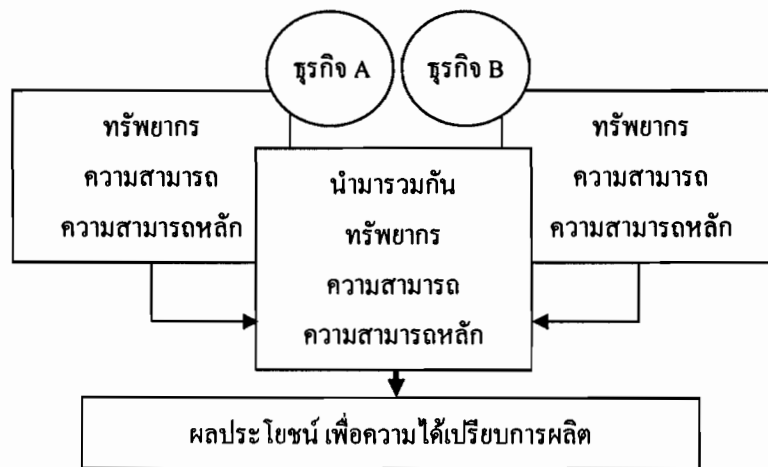 ธุรกิจ A
ธุรกิจ B
ทรัพยากร
ความสามารถ
ความสามารถหลัก
นำมารวมกัน
ทรัพยากร
ความสามารถ
ความสามารถหลัก
ทรัพยากร
ความสามารถ
ความสามารถหลัก
ผลประโยชน์ เพื่อความได้เปรียบการผลิต